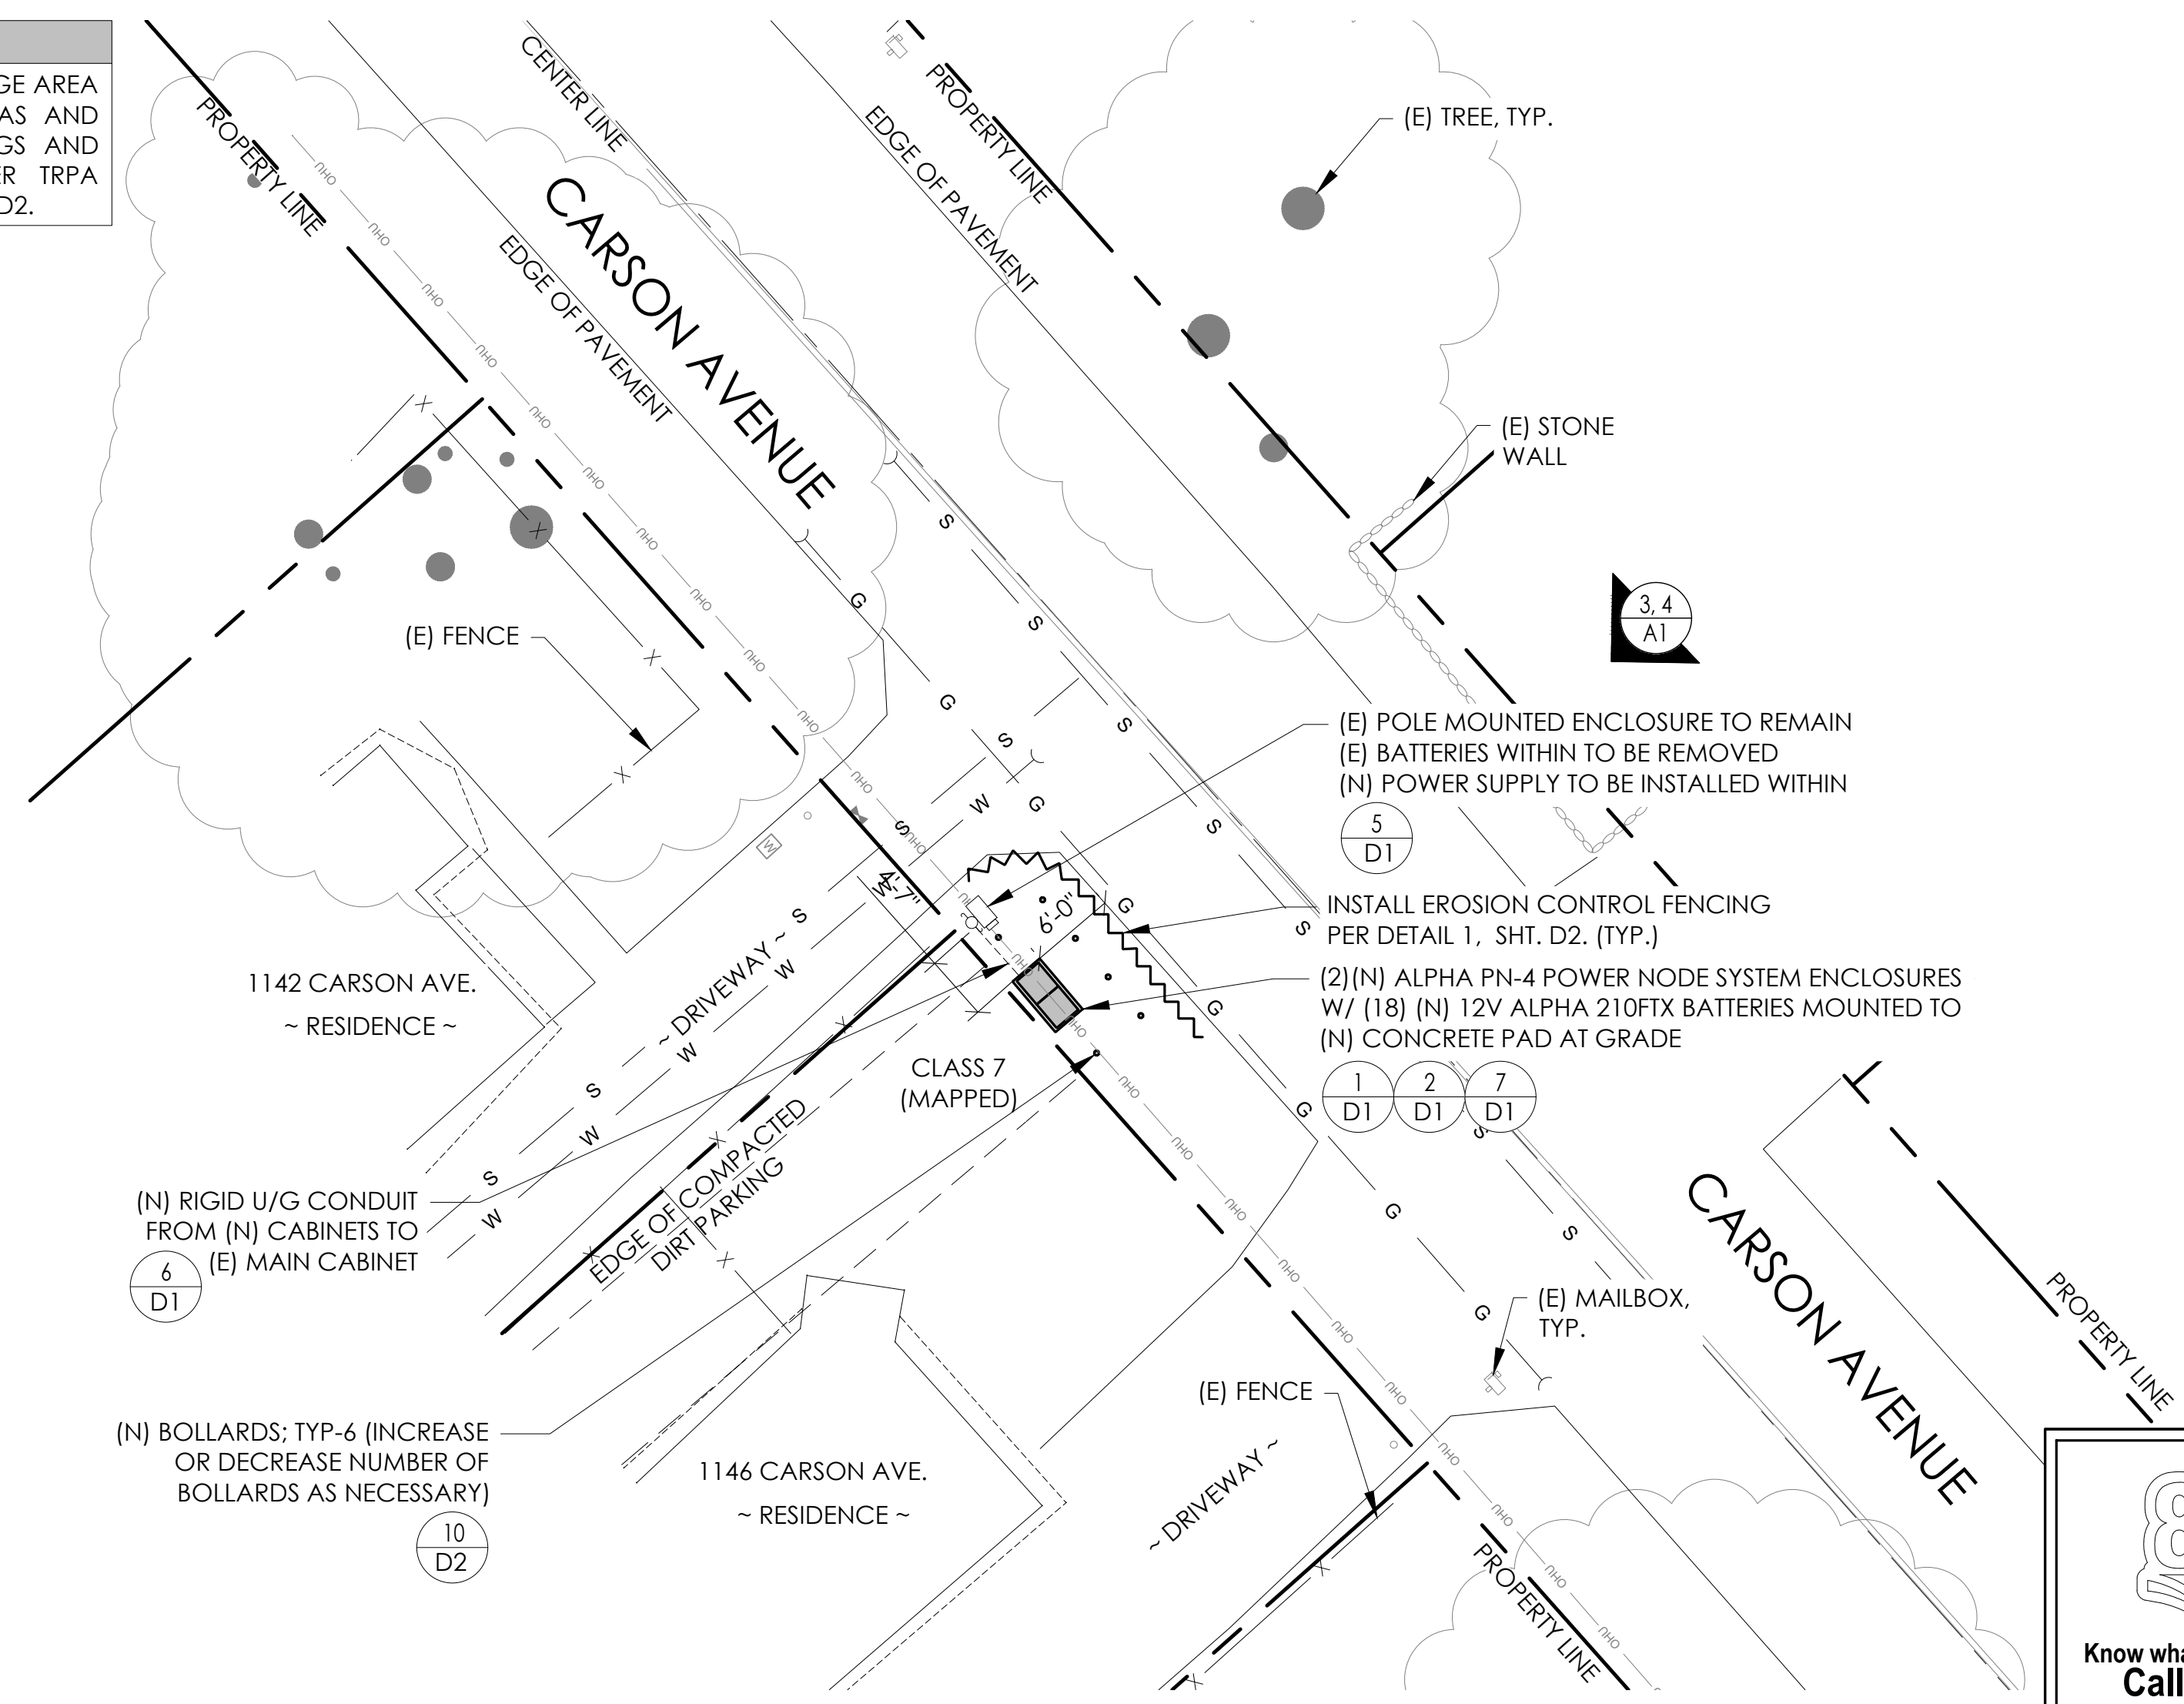 GE AREA
AS AND
GS AND
ER TRPA
D2.
PROPERTY LINE
CENTER LINE
EDGE OF PAVEMENT
CARSON AVENUE
EDGE OF PAVEMENT
PROPERTY LINE
(E) TREE, TYP.
(E) STONE
WALL
3, 4
A1
(E) FENCE
(E) POLE MOUNTED ENCLOSURE TO REMAIN
(E) BATTERIES WITHIN TO BE REMOVED
(N) POWER SUPPLY TO BE INSTALLED WITHIN
5
D1
4'-7"
6'-0"
INSTALL EROSION CONTROL FENCING
PER DETAIL 1, SHT. D2. (TYP.)
(2)(N) ALPHA PN-4 POWER NODE SYSTEM ENCLOSURES
W/ (18) (N) 12V ALPHA 210FTX BATTERIES MOUNTED TO
(N) CONCRETE PAD AT GRADE
1
D1
2
D1
7
D1
1142 CARSON AVE.
~ RESIDENCE ~
~ DRIVEWAY ~
CLASS 7
(MAPPED)
EDGE OF COMPACTED
DIRT PARKING
(N) RIGID U/G CONDUIT
FROM (N) CABINETS TO
(E) MAIN CABINET
6
D1
(N) BOLLARDS; TYP-6 (INCREASE
OR DECREASE NUMBER OF
BOLLARDS AS NECESSARY)
10
D2
1146 CARSON AVE.
~ RESIDENCE ~
(E) FENCE
~ DRIVEWAY ~
(E) MAILBOX,
TYP.
CARSON AVENUE
PROPERTY LINE
PROPERTY LINE
OHU
G
S
W
X
8
Know wha
Call